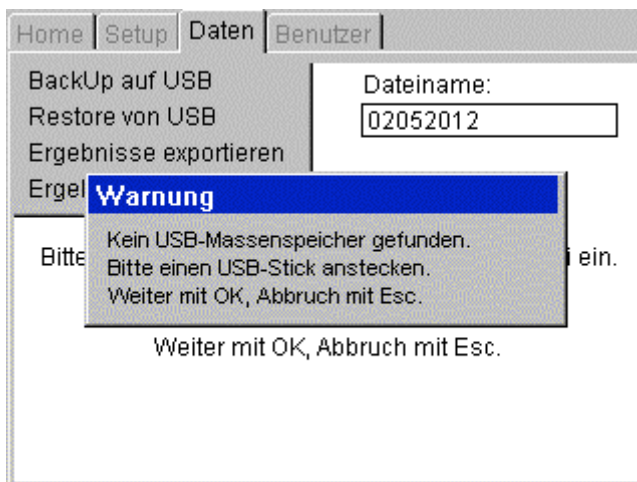 Home Setup Daten Benutzer
BackUp auf USB
Restore von USB
Ergebnisse exportieren
Dateiname:
02052012
Warnung
Kein USB-Massenspeicher gefunden.
Bitte einen USB-Stick anstecken.
Weiter mit OK, Abbruch mit Esc.
Bitte ein.
Weiter mit OK, Abbruch mit Esc.